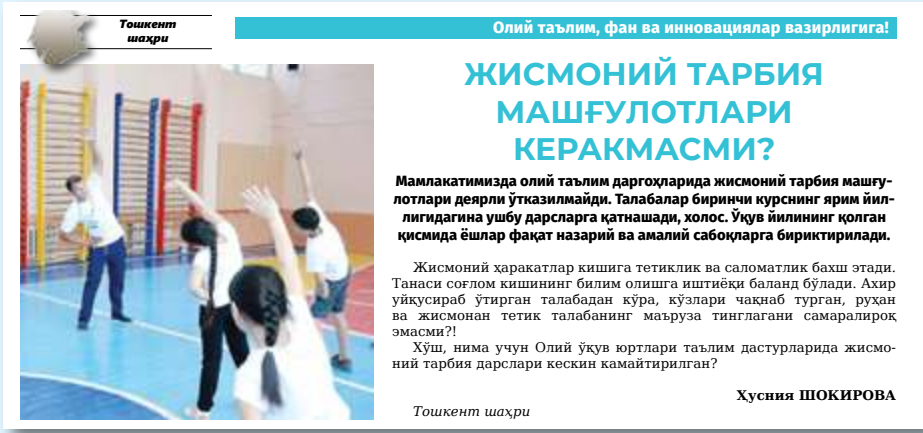 Тошкент
шаҳри
Олий таълим, фан ва инновациялар вазирлигига!
ЖИСМОНИЙ ТАРБИЯ
МАШҒУЛОТЛАРИ
КЕРАКМАСМИ?
Мамлакатимизда олий таълим даргоҳларида жисмоний тарбия машғу-
лотлари деярли ўтказилмайди. Талабалар биринчи курснинг ярим йил-
лигидагина ушбу дарсларга қатнашади, холос. Ўқув йилининг қолган
қисмида ёшлар фақат назарий ва амалий сабоқларга бириктирилади.
Жисмоний ҳаракатлар кишига тетиклик ва саломатлик бахш этади.
Танаси соғлом кишининг билим олишга иштиёқи баланд бўлади. Ахир
уйқусираб ўтирган талабадан кўра, кўзлари чақнаб турган, руҳан
ва жисмонан тетик талабанинг маъруза тинглагани самаралироқ
эмасми?!
Хўш, нима учун Олий ўқув юртлари таълим дастурларида жисмо-
ний тарбия дарслари кескин камайтирилган?
Ҳусния ШОКИРОВА
Тошкент шаҳри